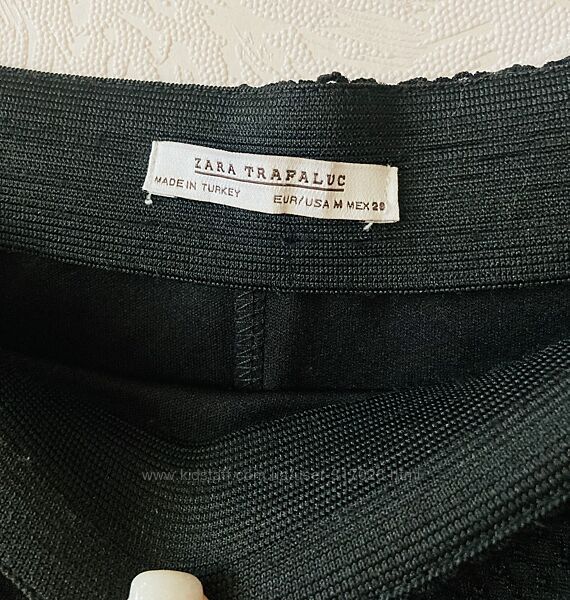 ZARA TRAFALUC
MADE IN TURKEY EUR/USA M MEX 28